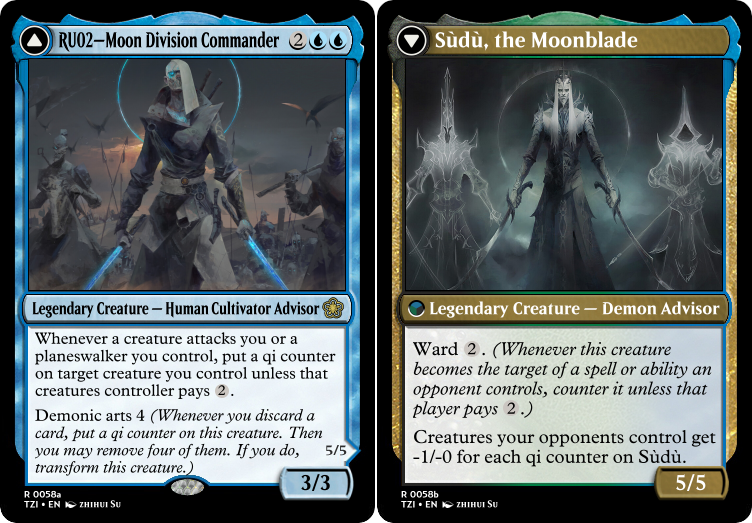 RU02—Moon Division Commander 2
Legendary Creature — Human Cultivator Advisor
Whenever a creature attacks you or a
planeswalker you control, put a qi counter
on target creature you control unless that
creatures controller pays 2.
Demonic arts 4 (Whenever you discard a
card, put a qi counter on this creature. Then
you may remove four of them. If you do,
transform this creature.)
5/5
3/3
R 0058a
TZI • EN ZHIHUI SU
Sùdù, the Moonblade
Legendary Creature — Demon Advisor
Ward 2. (Whenever this creature
becomes the target of a spell or ability an
opponent controls, counter it unless that
player pays 2.)
Creatures your opponents control get
-1/-0 for each qi counter on Sùdù.
5/5
R 0058b
TZI • EN ZHIHUI SU